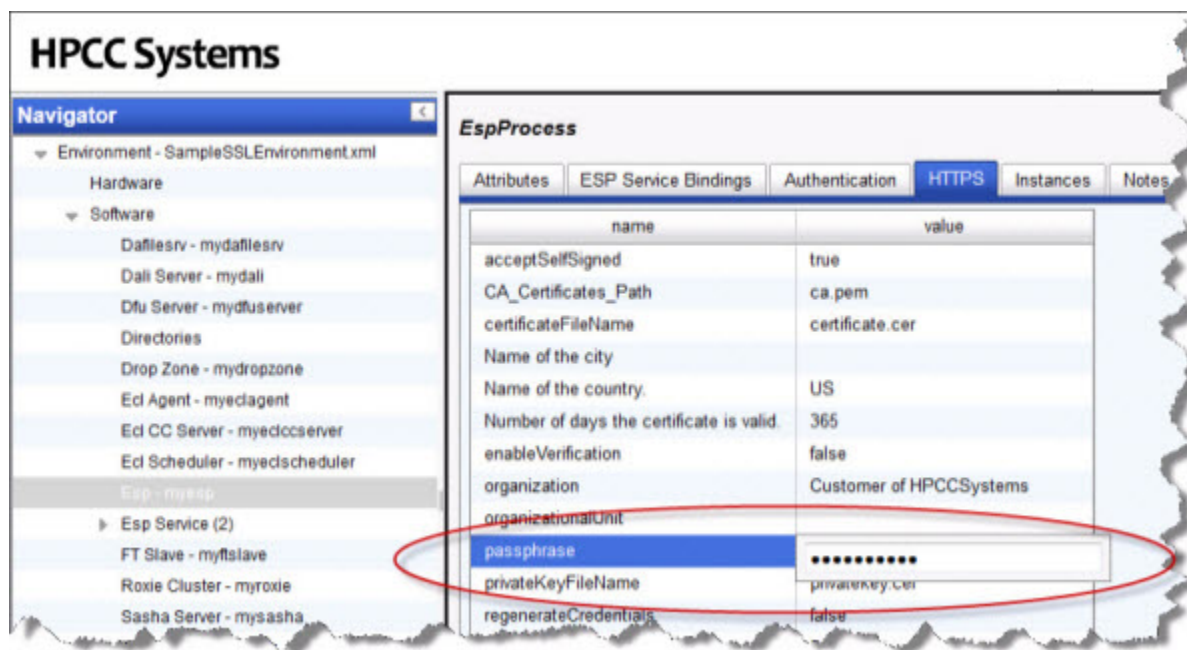 HPCC Systems
Navigator
Environment - SampleSSLEnvironment.xml
Hardware
Software
Dafilesrv - mydafilesrv
Dali Server - mydali
Dfu Server - mydfuserver
Directories
Drop Zone - mydropzone
Ecl Agent - myeclagent
Ecl CC Server - myeclccserver
Ecl Scheduler - myeclscheduler
Esp - myesp
Esp Service (2)
FT Slave - myftslave
Roxie Cluster - myroxie
Sasha Server - mysasha
EspProcess
Attributes ESP Service Bindings Authentication HTTPS Instances Notes
name value
acceptSelfSigned true
CA_Certificates_Path ca.pem
certificateFileName certificate.cer
Name of the city
Name of the country. US
Number of days the certificate is valid. 365
enableVerification false
organization Customer of HPCCSystems
organizationalUnit
passphrase ••••••••••
privateKeyFileName privateKey.cer
regenerateCredentials false